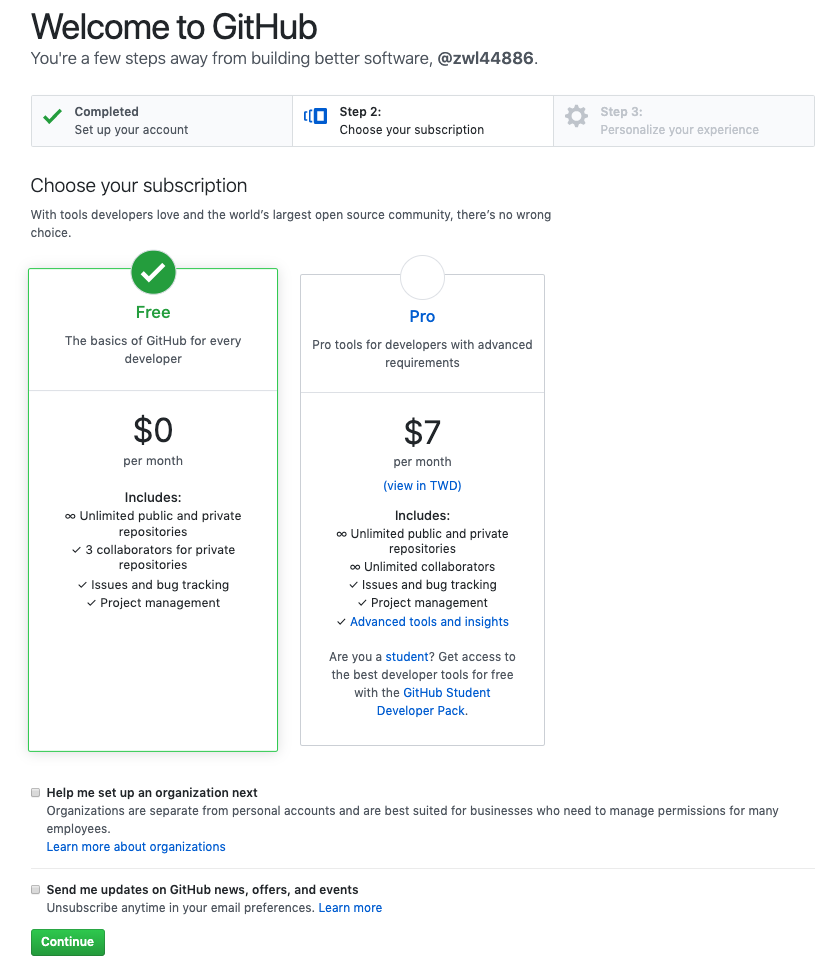 Welcome to GitHub
You're a few steps away from building better software, @zwl44886.
Completed
Set up your account
Step 2:
Choose your subscription
Step 3:
Personalize your experience
Choose your subscription
With tools developers love and the world's largest open source community, there's no wrong
choice.
Free
The basics of GitHub for every
developer
$0
per month
Includes:
∞ Unlimited public and private
repositories
✓ 3 collaborators for private
repositories
✓ Issues and bug tracking
✓ Project management
Pro
Pro tools for developers with advanced
requirements
$7
per month
(view in TWD)
Includes:
∞ Unlimited public and private
repositories
∞ Unlimited collaborators
✓ Issues and bug tracking
✓ Project management
✓ Advanced tools and insights
Are you a student? Get access to
the best developer tools for free
with the GitHub Student
Developer Pack.
Help me set up an organization next
Organizations are separate from personal accounts and are best suited for businesses who need to manage permissions for many
employees.
Learn more about organizations
Send me updates on GitHub news, offers, and events
Unsubscribe anytime in your email preferences. Learn more
Continue